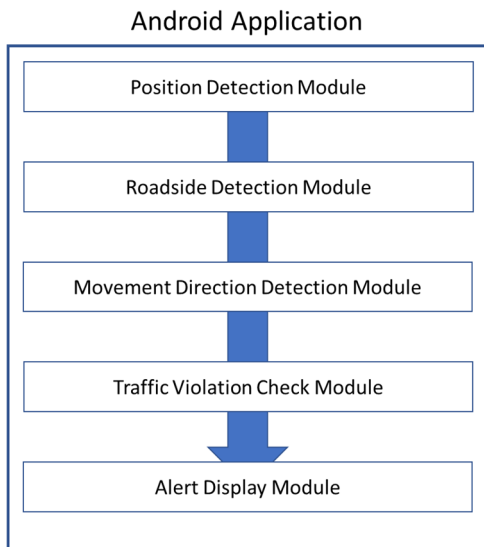 Android Application
Position Detection Module
Roadside Detection Module
Movement Direction Detection Module
Traffic Violation Check Module
Alert Display Module